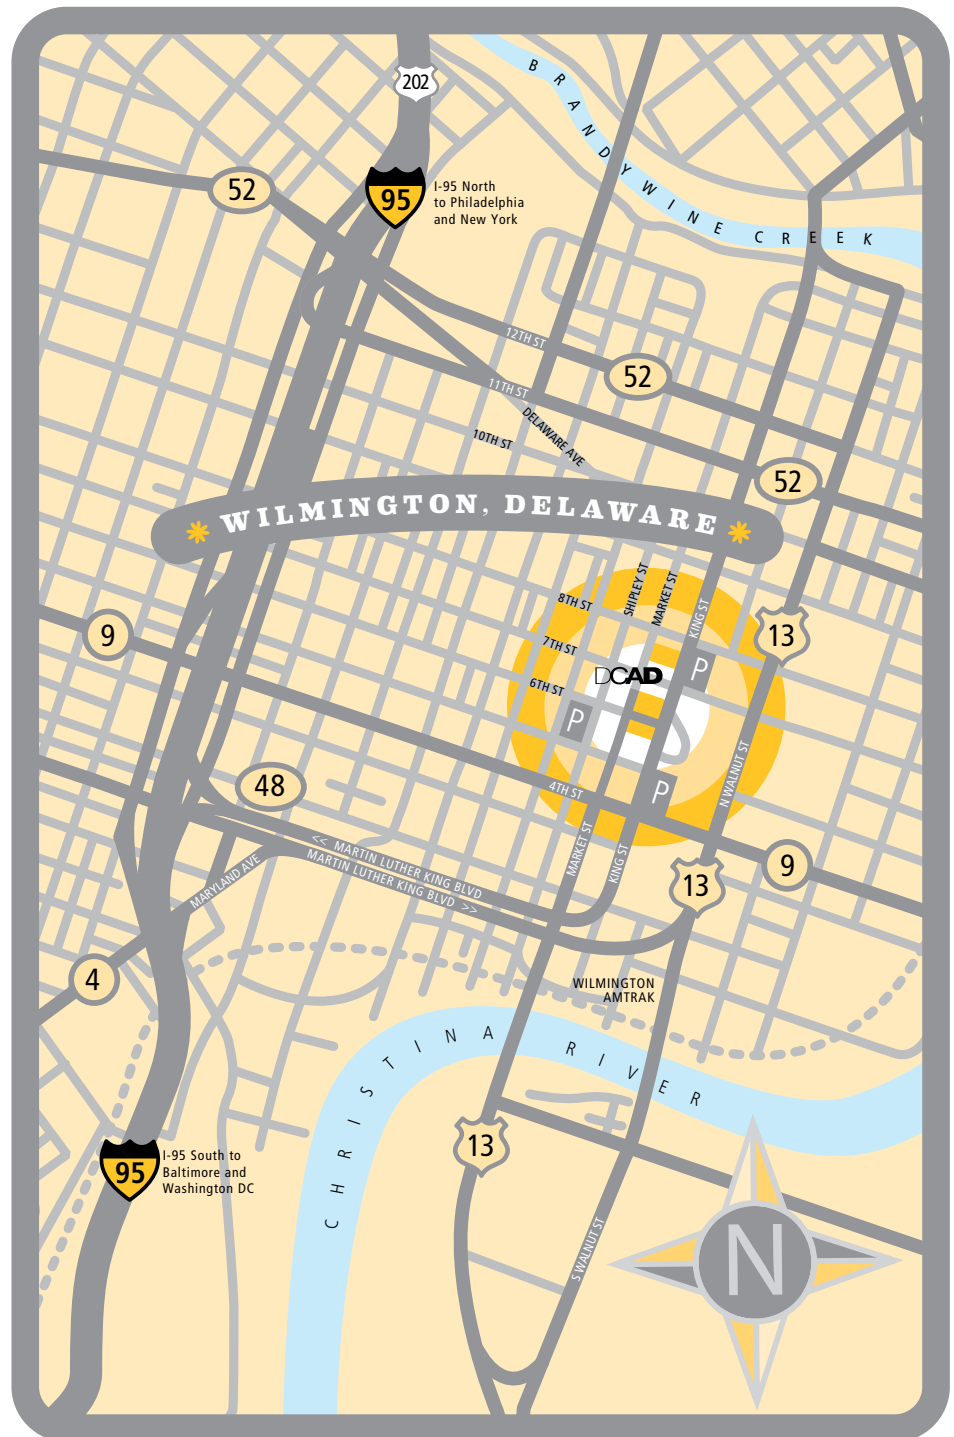 202
BRANDYWINE CREEK
52
95
I-95 North
to Philadelphia
and New York
12TH ST
52
11TH ST
DELAWARE AVE
10TH ST
52
WILMINGTON, DELAWARE
SHIPLEY ST
MARKET ST
8TH ST
KING ST
9
13
7TH ST
DCAD
P
6TH ST
P
N WALNUT ST
48
4TH ST
P
<< MARTIN LUTHER KING BLVD
MARTIN LUTHER KING BLVD >>
MARKET ST
KING ST
MARYLAND AVE
9
13
4
WILMINGTON
AMTRAK
CHRISTINA RIVER
13
95
I-95 South to
Baltimore and
Washington DC
S WALNUT ST
N